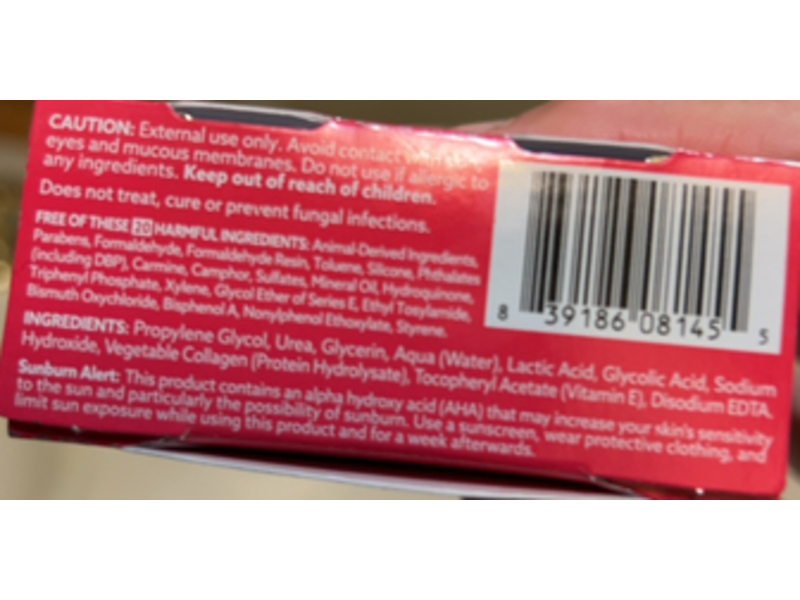 CAUTION: External use only. Avoid contact with
eyes and mucous membranes. Do not use if allergic to
any ingredients. Keep out of reach of children.
Does not treat, cure or prevent fungal infections.
FREE OF THESE 20 HARMFUL INGREDIENTS: Animal-Derived Ingredients,
Parabens, Formaldehyde, Formaldehyde Resin, Toluene, Silicone, Phthalates
(including DBP), Carmine, Camphor, Sulfates, Mineral Oil, Hydroquinone,
Triphenyl Phosphate, Xylene, Glycol Ether of Series E, Ethyl Tosylamide,
Bismuth Oxychloride, Bisphenol A, Nonylphenol Ethoxylate, Styrene.
INGREDIENTS: Propylene Glycol, Urea, Glycerin, Aqua (Water), Lactic Acid, Glycolic Acid, Sodium
Hydroxide, Vegetable Collagen (Protein Hydrolysate), Tocopheryl Acetate (Vitamin E), Disodium EDTA.
Sunburn Alert: This product contains an alpha hydroxy acid (AHA) that may increase your skin's sensitivity
to the sun and particularly the possibility of sunburn. Use a sunscreen, wear protective clothing, and
limit sun exposure while using this product and for a week afterwards.
8 39186 08145 5